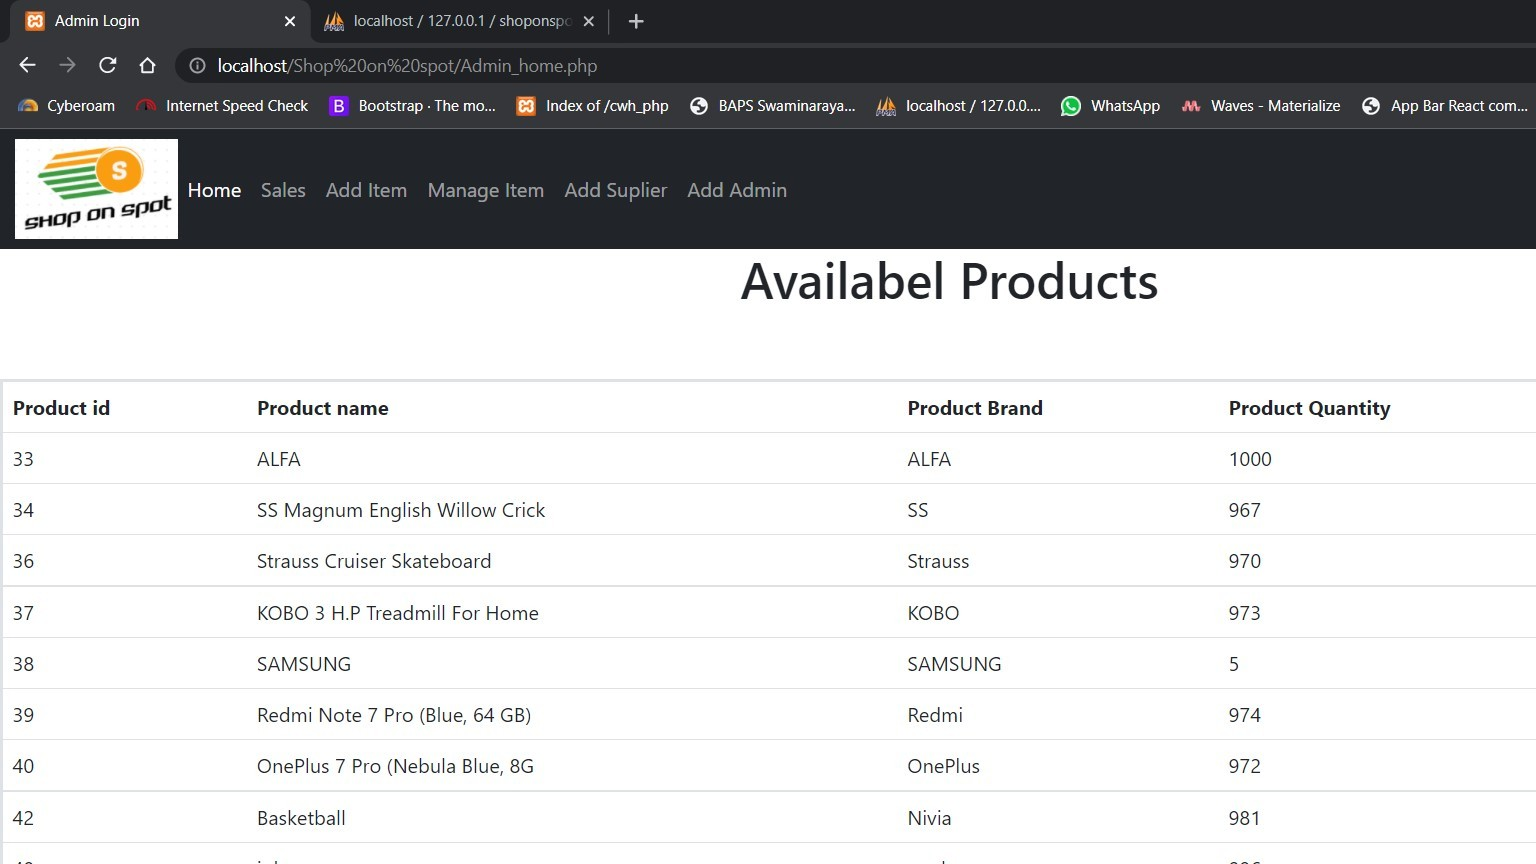 Admin Login
localhost / 127.0.0.1 / shoponspo
localhost/Shop%20on%20spot/Admin_home.php
Cyberoam Internet Speed Check B Bootstrap · The mo... Index of /cwh_php BAPS Swaminaraya... localhost / 127.0.0.... WhatsApp Waves - Materialize App Bar React com...
S
SHOP ON SPOT
Home Sales Add Item Manage Item Add Suplier Add Admin
Availabel Products
Product id Product name Product Brand Product Quantity
33 ALFA ALFA 1000
34 SS Magnum English Willow Crick SS 967
36 Strauss Cruiser Skateboard Strauss 970
37 KOBO 3 H.P Treadmill For Home KOBO 973
38 SAMSUNG SAMSUNG 5
39 Redmi Note 7 Pro (Blue, 64 GB) Redmi 974
40 OnePlus 7 Pro (Nebula Blue, 8G OnePlus 972
42 Basketball Nivia 981